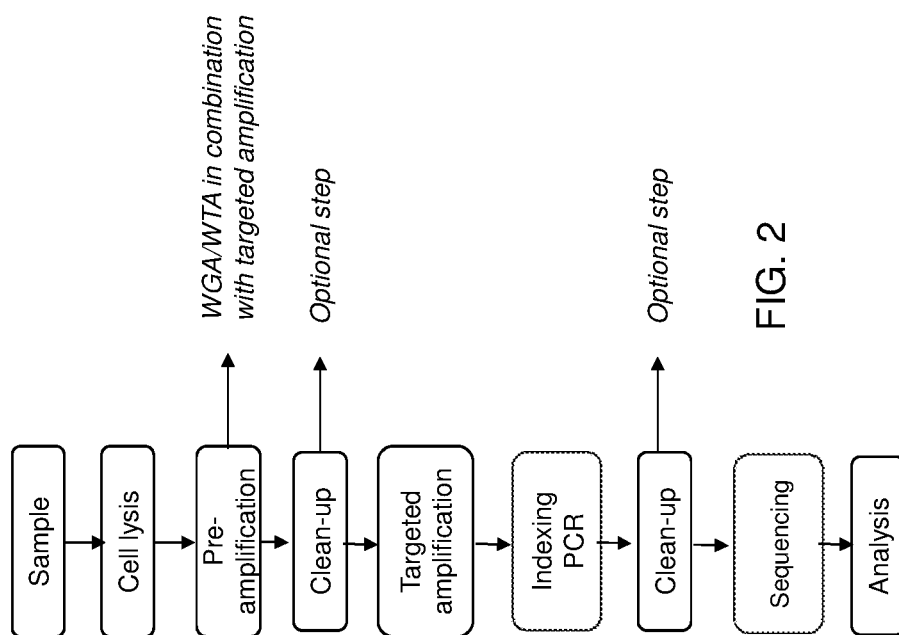 Sample
Cell lysis
Pre-
amplification
WGA/WTA in combination
with targeted amplification
Clean-up
Optional step
Targeted
amplification
Indexing
PCR
Clean-up
Optional step
Sequencing
Analysis
FIG. 2